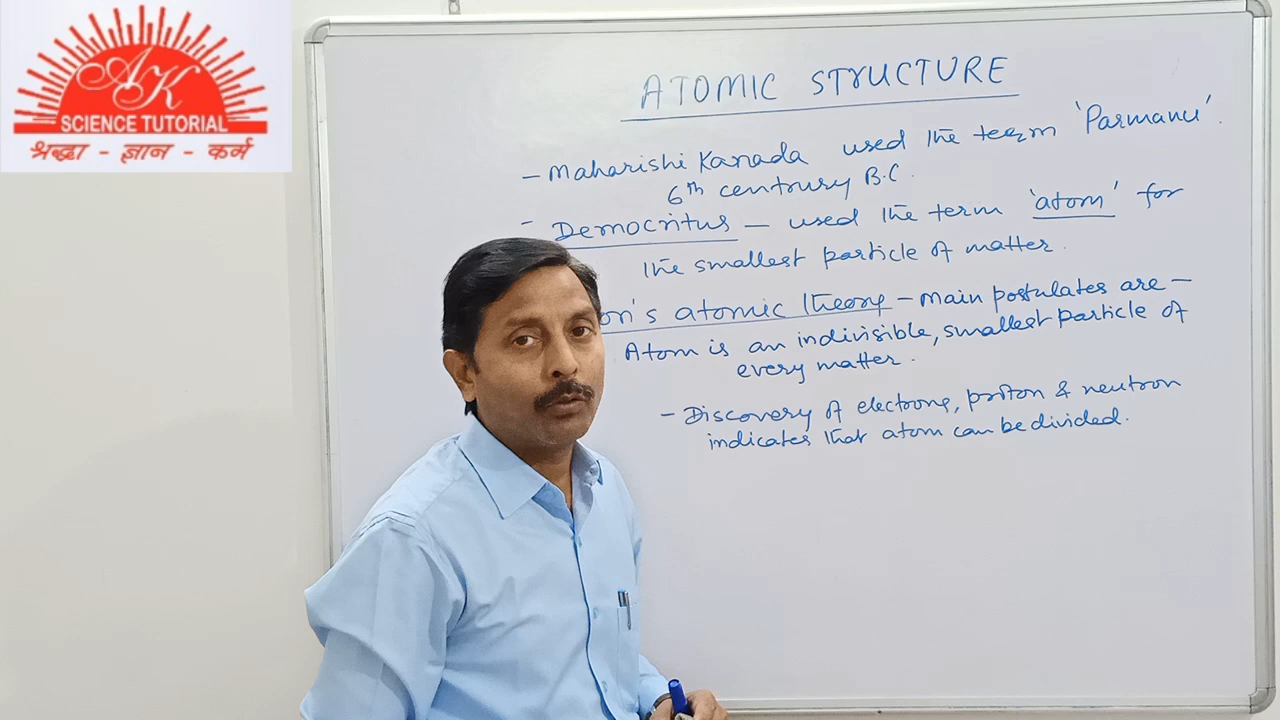 AK
SCIENCE TUTORIAL
श्रद्धा - ज्ञान - कर्म
ATOMIC STRUCTURE
- Maharishi Kanada used the term 'Parmanu'.
6th centrury B.C.
- Democritus - used the term 'atom' for
the smallest particle of matter.
on's atomic theory - Main postulates are -
Atom is an indivisible, smallest particle of
every matter.
- Discovery of electrons, proton & neutron
indicates that atom can be divided.